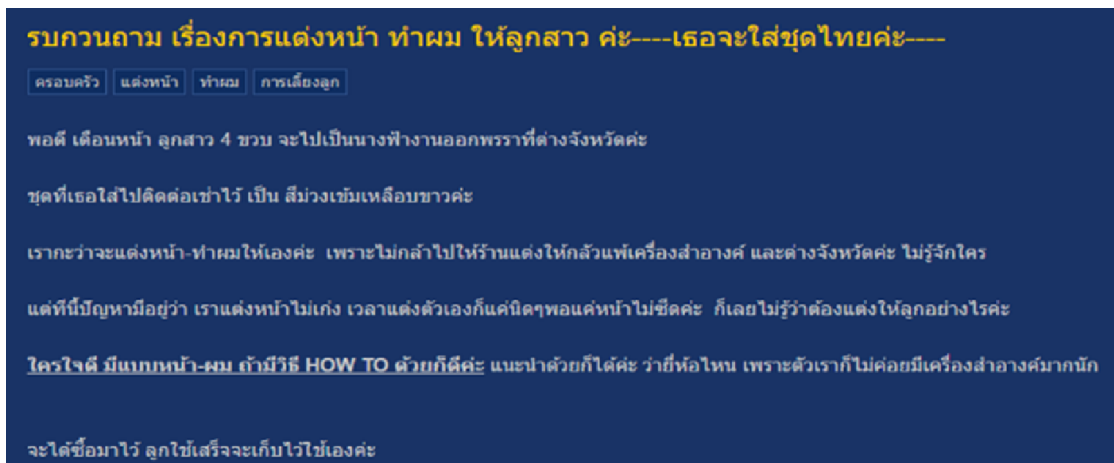 รบกวนถาม เรื่องการแต่งหน้า ทำผม ให้ลูกสาว ค่ะ----เธอจะใส่ชุดไทยค่ะ----
ครอบครัว แต่งหน้า ทำผม การเลี้ยงลูก
พอดี เดือนหน้า ลูกสาว 4 ขวบ จะไปเป็นนางฟ้างานออกพรราที่ต่างจังหวัดค่ะ
ชุดที่เธอใส่ไปติดต่อเช่าไว้ เป็น สีม่วงเข้มเหลือบขาวค่ะ
เรากะว่าจะแต่งหน้า-ทำผมให้เองค่ะ เพราะไม่กล้าไปให้ร้านแต่งให้กลัวแพ้เครื่องสำอางค์ และต่างจังหวัดค่ะ ไม่รู้จักใคร
แต่ทีนี้ปัญหามีอยู่ว่า เราแต่งหน้าไม่เก่ง เวลาแต่งตัวเองก็แค่นิดๆพอแค่หน้าไม่ซีดค่ะ ก็เลยไม่รู้ว่าต้องแต่งให้ลูกอย่างไรค่ะ
ใครใจดี มีแบบหน้า-ผม ถ้ามีวิธี HOW TO ด้วยก็ดีค่ะ แนะนำด้วยก็ได้ค่ะ ว่ายี่ห้อไหน เพราะตัวเราก็ไม่ค่อยมีเครื่องสำอางค์มากนัก
จะได้ซื้อมาไว้ ลูกใช้เสร็จจะเก็บไว้ใช้เองค่ะ